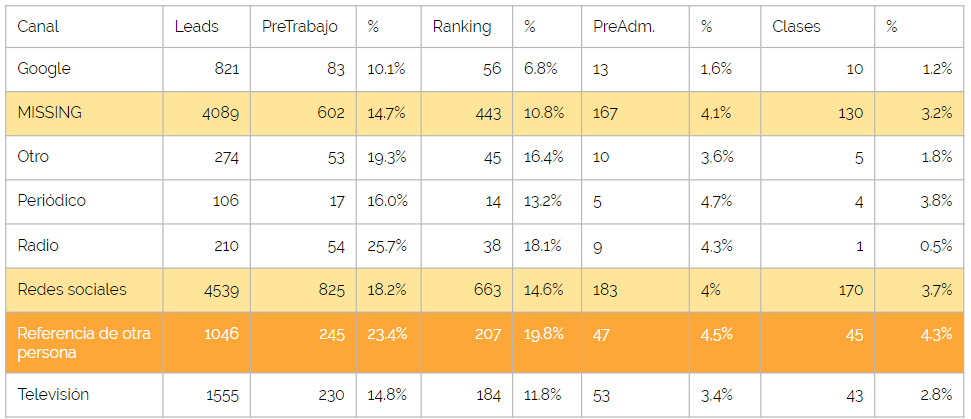 Canal Leads PreTrabajo % Ranking % PreAdm. % Clases %
Google 821 83 10.1% 56 6.8% 13 1,6% 10 1.2%
MISSING 4089 602 14.7% 443 10.8% 167 4,1% 130 3.2%
Otro 274 53 19.3% 45 16.4% 10 3,6% 5 1.8%
Periódico 106 17 16.0% 14 13.2% 5 4,7% 4 3.8%
Radio 210 54 25.7% 38 18.1% 9 4,3% 1 0.5%
Redes sociales 4539 825 18.2% 663 14.6% 183 4% 170 3.7%
Referencia de otra 1046 245 23.4% 207 19.8% 47 4,5% 45 4.3%
persona
Televisión 1555 230 14.8% 184 11.8% 53 3.4% 43 2.8%